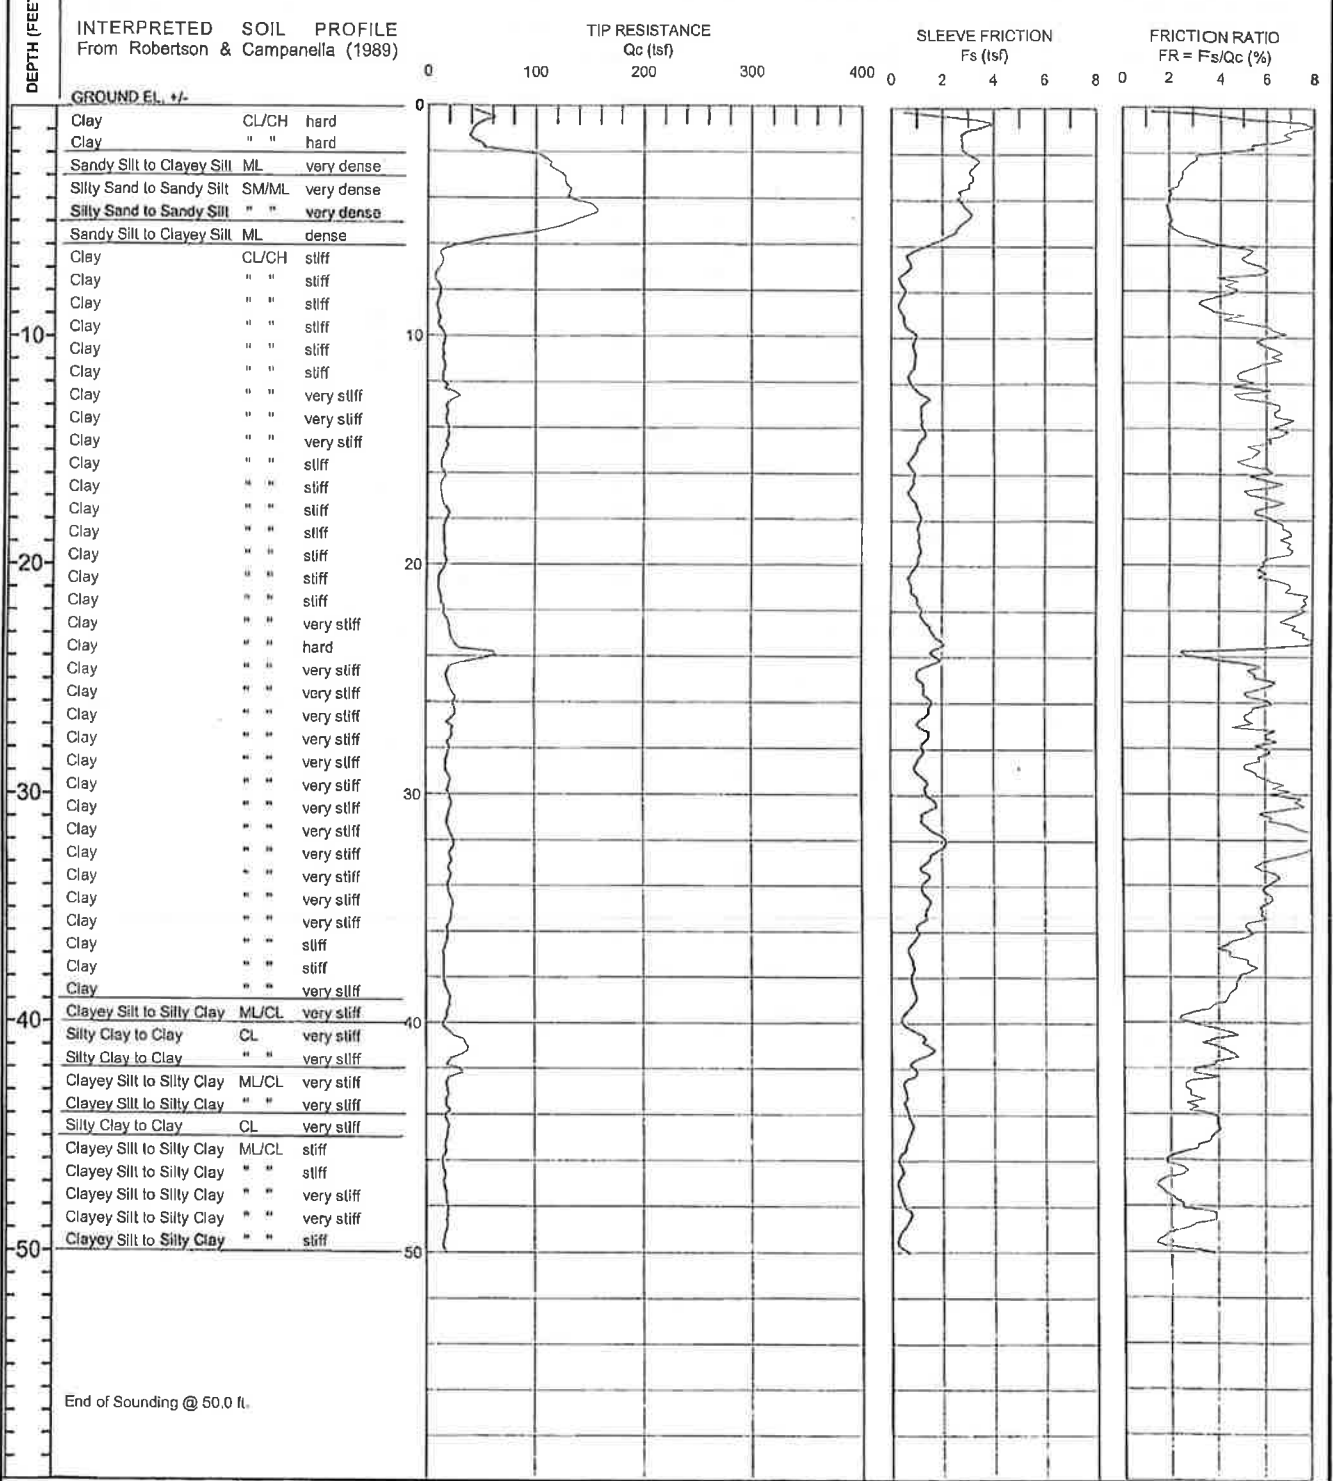 DEPTH (FEET
INTERPRETED SOIL PROFILE
From Robertson & Campanella (1989)
TIP RESISTANCE
Qc (tsf)
SLEEVE FRICTION
Fs (tsf)
FRICTION RATIO
FR = Fs/Qc (%)
0 100 200 300 400 0 2 4 6 8 0 2 4 6 8
GROUND EL. +/-
0
Clay CL/CH hard
Clay " " hard
Sandy Silt to Clayey Silt ML very dense
Silty Sand to Sandy Silt SM/ML very dense
Silty Sand to Sandy Silt " " very dense
Sandy Silt to Clayey Silt ML dense
Clay CL/CH stiff
Clay " " stiff
Clay " " stiff
Clay " " stiff
10 10
Clay " " stiff
Clay " " stiff
Clay " " very stiff
Clay " " very stiff
Clay " " very stiff
Clay " " stiff
Clay " " stiff
Clay " " stiff
Clay " " stiff
Clay " " stiff
20 20
Clay " " stiff
Clay " " stiff
Clay " " very stiff
Clay " " hard
Clay " " very stiff
Clay " " very stiff
Clay " " very stiff
Clay " " very stiff
Clay " " very stiff
Clay " " very stiff
30 30
Clay " " very stiff
Clay " " very stiff
Clay " " very stiff
Clay " " very stiff
Clay " " very stiff
Clay " " very stiff
Clay " " stiff
Clay " " stiff
Clay " " very stiff
Clayey Silt to Silty Clay ML/CL very stiff
40 40
Silty Clay to Clay CL very stiff
Silty Clay to Clay " " very stiff
Clayey Silt to Silty Clay ML/CL very stiff
Clayey Silt to Silty Clay " " very stiff
Silty Clay to Clay CL very stiff
Clayey Silt to Silty Clay ML/CL stiff
Clayey Silt to Silty Clay " " stiff
Clayey Silt to Silty Clay " " very stiff
Clayey Silt to Silty Clay " " very stiff
Clayey Silt to Silty Clay " " stiff
50 50
End of Sounding @ 50.0 ft.